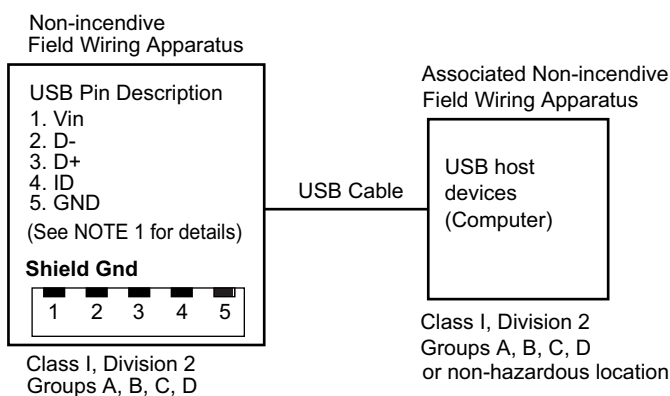 Non-incendive
Field Wiring Apparatus
USB Pin Description
1. Vin
2. D-
3. D+
4. ID
5. GND
(See NOTE 1 for details)
Shield Gnd
1 2 3 4 5
Class I, Division 2
Groups A, B, C, D
USB Cable
Associated Non-incendive
Field Wiring Apparatus
USB host
devices
(Computer)
Class I, Division 2
Groups A, B, C, D
or non-hazardous location